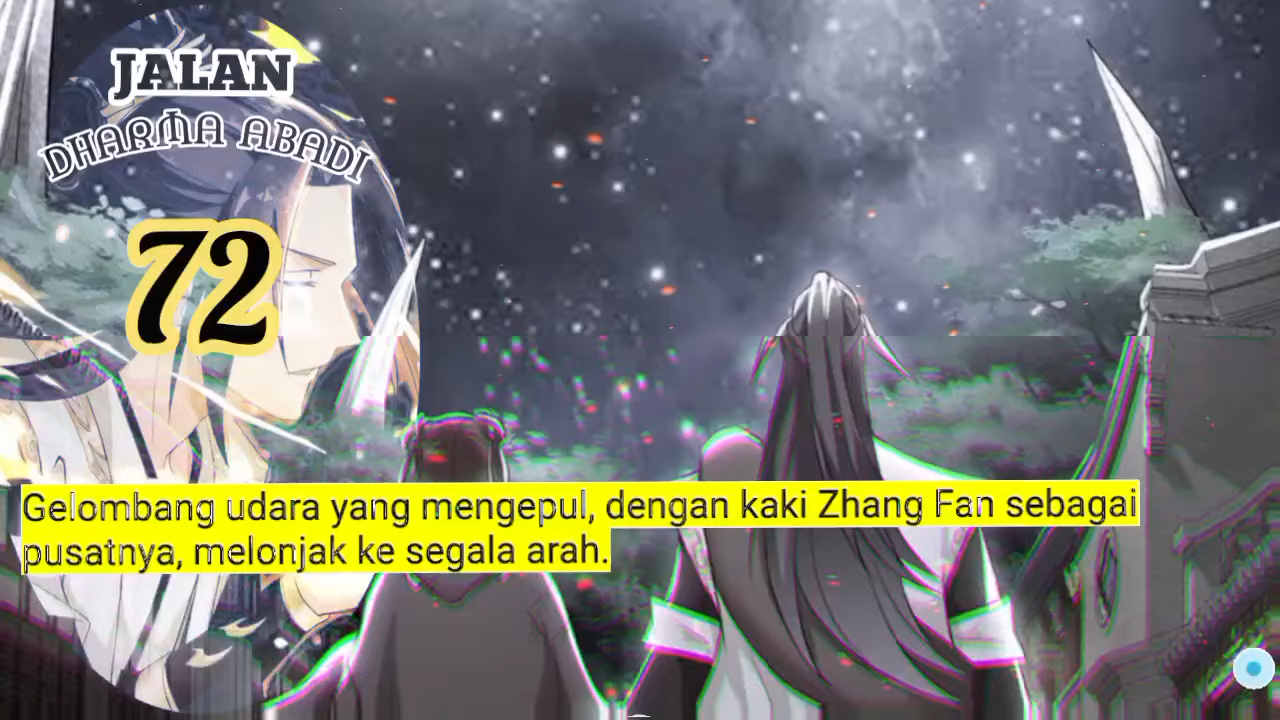 JALAN
DHARMA ABADI
72
Gelombang udara yang mengepul, dengan kaki Zhang Fan sebagai
pusatnya, melonjak ke segala arah.